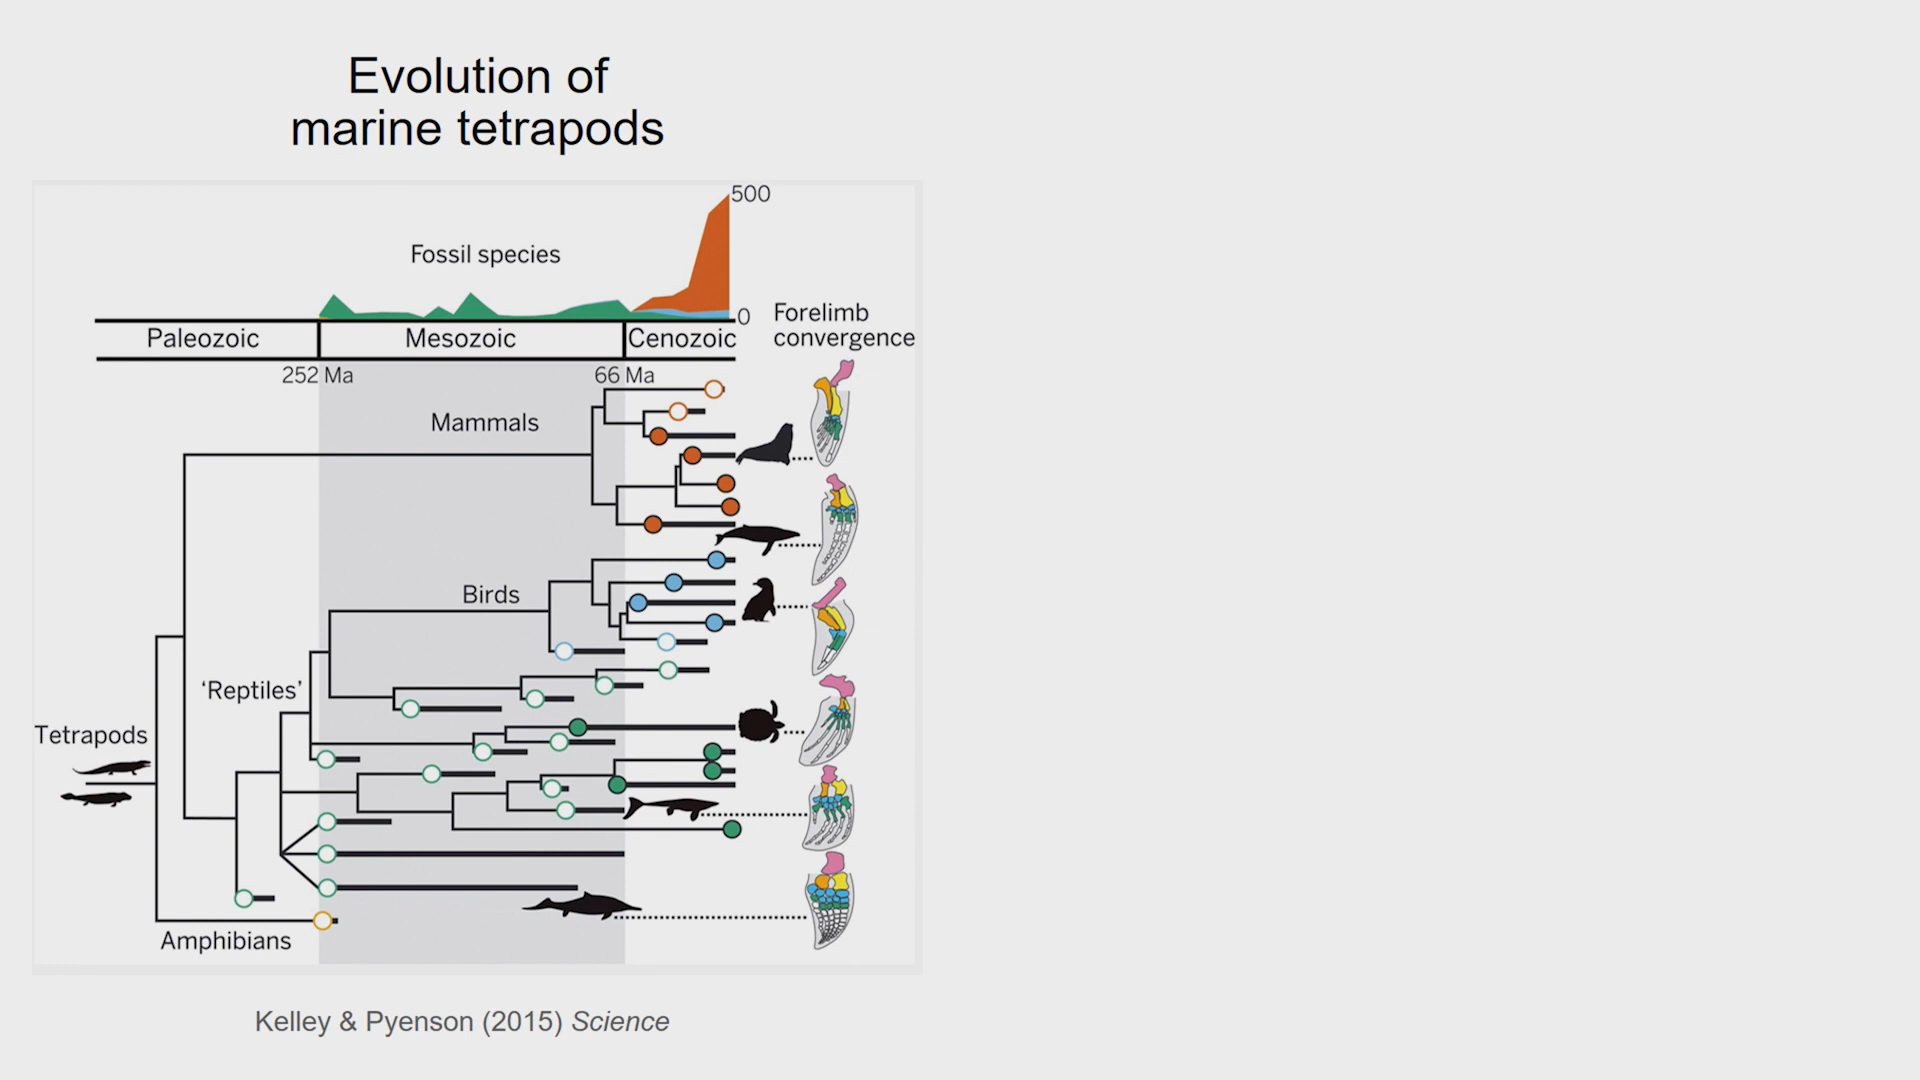 Evolution of
marine tetrapods
500
Fossil species
0
Forelimb
convergence
Paleozoic
Mesozoic
Cenozoic
252 Ma
66 Ma
Mammals
Birds
‘Reptiles’
Tetrapods
Amphibians
Kelley & Pyenson (2015) Science